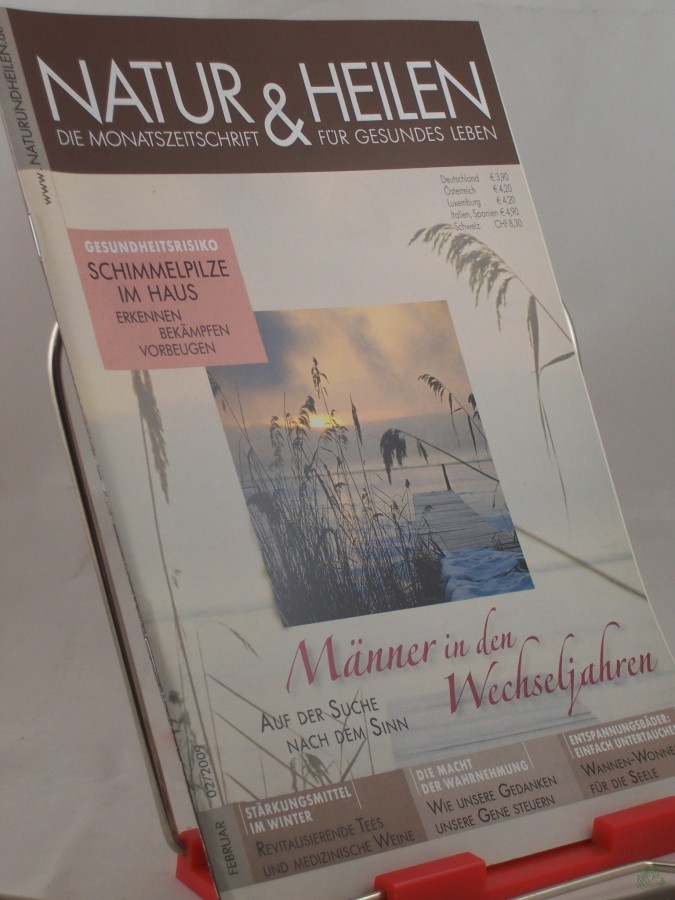 www.NATURUNDHEILEN.de
NATUR & HEILEN
DIE MONATSZEITSCHRIFT FÜR GESUNDES LEBEN
Deutschland € 3,90
Österreich € 4,20
Luxemburg € 4,20
Italien, Spanien € 4,90
Schweiz CHF 8,30
GESUNDHEITSRISIKO
SCHIMMELPILZE
IM HAUS
ERKENNEN
BEKÄMPFEN
VORBEUGEN
Männer in den
Wechseljahren
AUF DER SUCHE
NACH DEM SINN
FEBRUAR 02/2009
STÄRKUNGSMITTEL
IM WINTER
REVITALISIERENDE TEES
UND MEDIZINISCHE WEINE
DIE MACHT
DER WAHRNEHMUNG
WIE UNSERE GEDANKEN
UNSERE GENE STEUERN
ENTSPANNUNGSBÄDER:
EINFACH UNTERTAUCHEN
WANNEN-WONNE
FÜR DIE SEELE